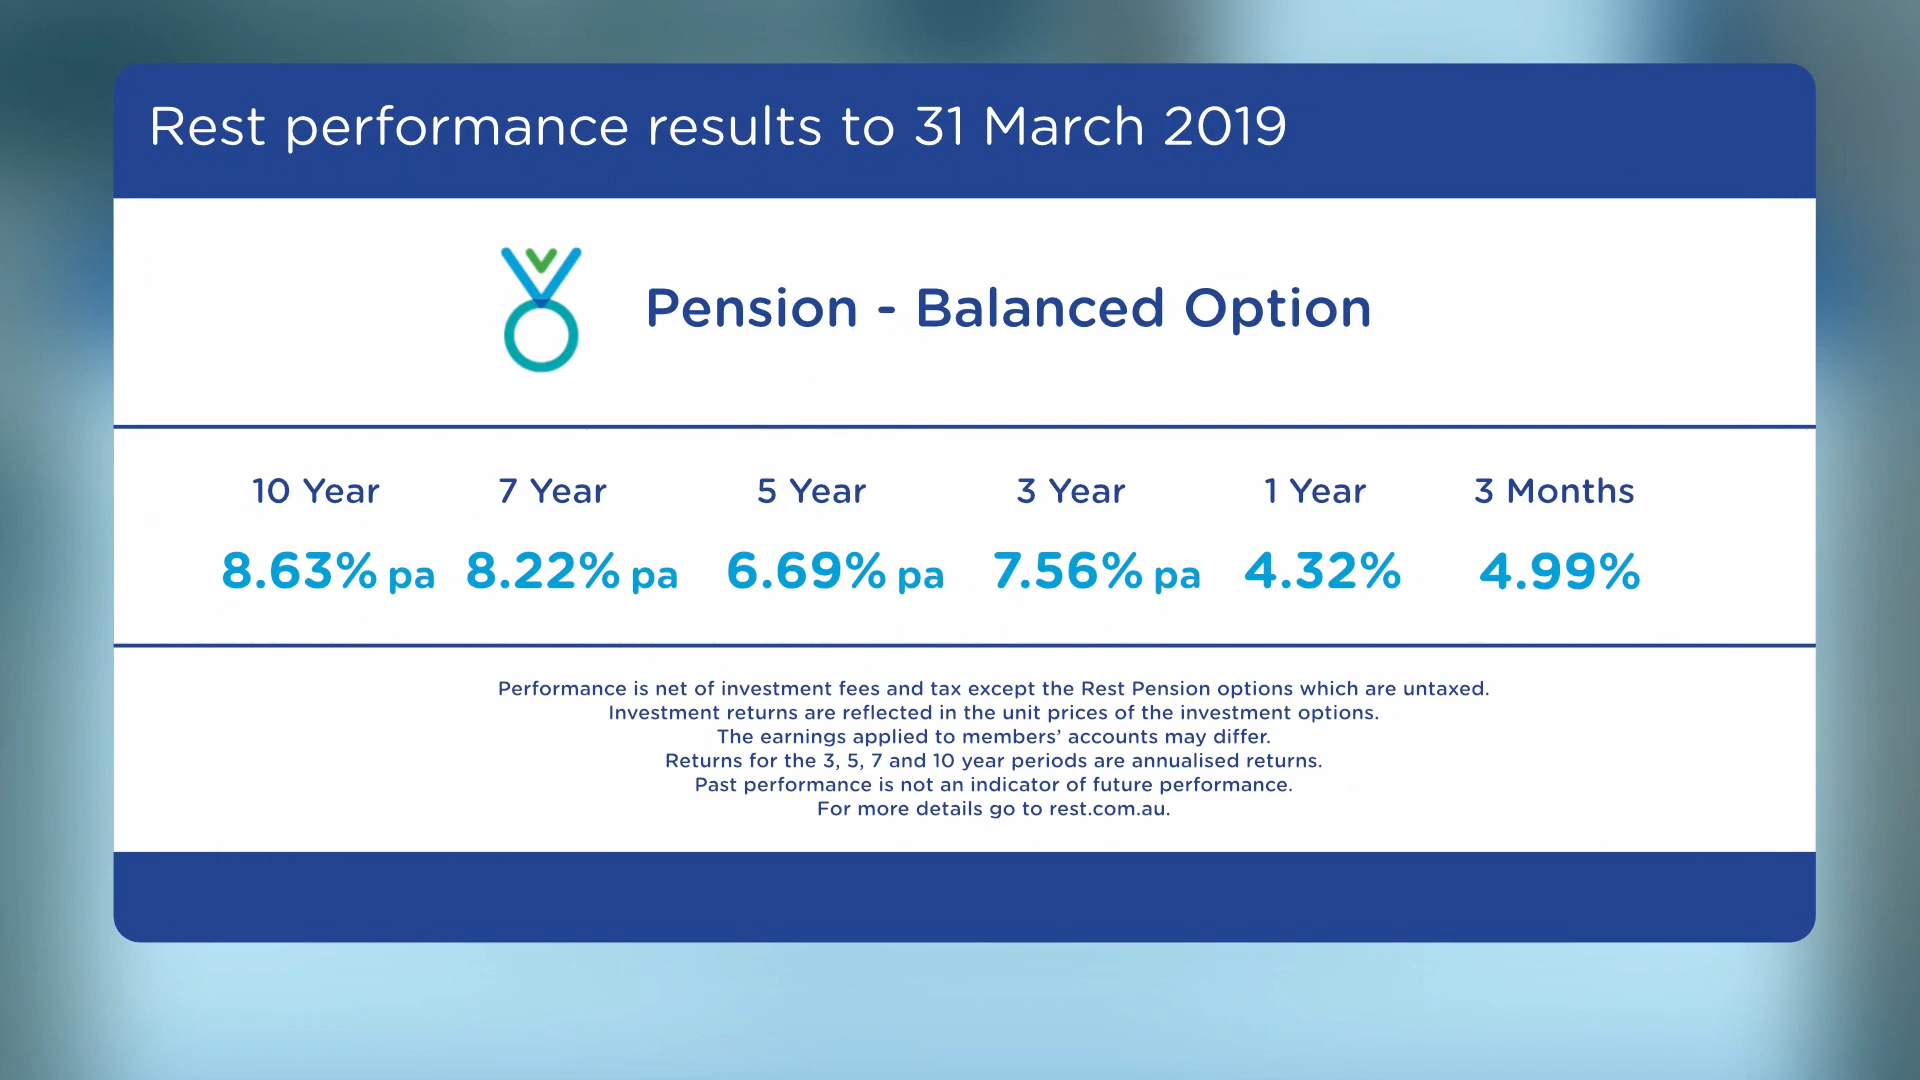 Rest performance results to 31 March 2019
Pension - Balanced Option
10 Year 7 Year 5 Year 3 Year 1 Year 3 Months
8.63% pa 8.22% pa 6.69% pa 7.56% pa 4.32% 4.99%
Performance is net of investment fees and tax except the Rest Pension options which are untaxed.
Investment returns are reflected in the unit prices of the investment options.
The earnings applied to members’ accounts may differ.
Returns for the 3, 5, 7 and 10 year periods are annualised returns.
Past performance is not an indicator of future performance.
For more details go to rest.com.au.